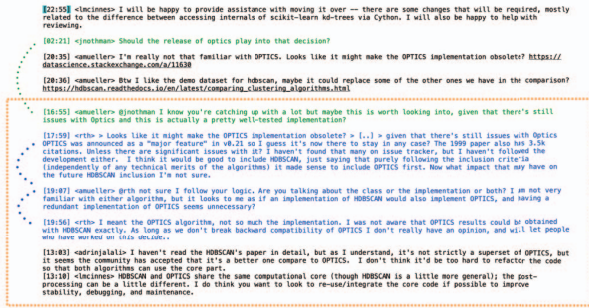 [22:55] <lmcinnes> I will be happy to provide assistance with moving it over -- there are some changes that will be reqired, mostly
related to the difference between accessing internals of scikit-learn kd-trees via Cython. I will also be happy to help with
reviewing.
[02:21] <jnothman> Should the release of optics play into that decision?
[20:35] <amueller> I'm really not that familiar with OPTICS. Looks like it might make the OPTICS implementation obsolete? https://
datascience.stackexchange.com/a/11630
[20:36] <amueller> Btw I like the demo dataset for hdbscan, maybe it could replace some of the other ones we have in the comparison?
https://hdbscan.readthedocs.io/en/latest/comparing_clustering_algorithms.html
[16:55] <amueller> @jnothman I know you're catching up with a lot but maybe this is worth looking into, given that there's still
issues with Optics and this is actually a pretty well-tested implementation?
[17:59] <rth> > Looks like it might make the OPTICS implementation obsolete? > [..] > given that there's still issues with Optics
OPTICS was announced as a "major feature" in v0.21 so I guess it's now there to stay in any case? The 1999 paper also has 3.5k
citations. Unless there are significant issues with it? I haven't found that many on issue tracker, but I haven't followed the
development either.  I think it would be good to include HDBSCAN, just saying that purely following the inclusion criteria
(independently of any technical merits of the algorithms) it made sense to include OPTICS first. Now what impact that may have on
the future HDBSCAN inclusion I'm not sure.
[19:07] <amueller> @rth not sure I follow your logic. Are you talking about the class or the implementation or both? I am not very
familiar with either algorithm, but it looks to me as if an implementation of HDBSCAN would also implement OPTICS, and having a
redundant implementation of OPTICS seems unnecessary?
[19:56] <rth> I meant the OPTICS algorithm, not so much the implementation. I was not aware that OPTICS results could be obtained
with HDBSCAN exactly. As long as we don't break backward compatibility of OPTICS I don't really have an opinion, and will let people
who have worked on this decide..
[13:03] <adrinjalali> I haven't read the HDBSCAN's paper in detail, but as I understand, it's not strictly a superset of OPTICS, but
it seems the community has accepted that it's a better one compare to OPTICS.  I don't think it'd be too hard to refactor the code
so that both algorithms can use the core part.
[13:10] <lmcinnes> HDBSCAN and OPTICS share the same computational core (though HDBSCAN is a little more general); the post-
processing can be a little different. I do think you want to look to re-use/integrate the core code if possible to improve
stability, debugging, and maintenance.